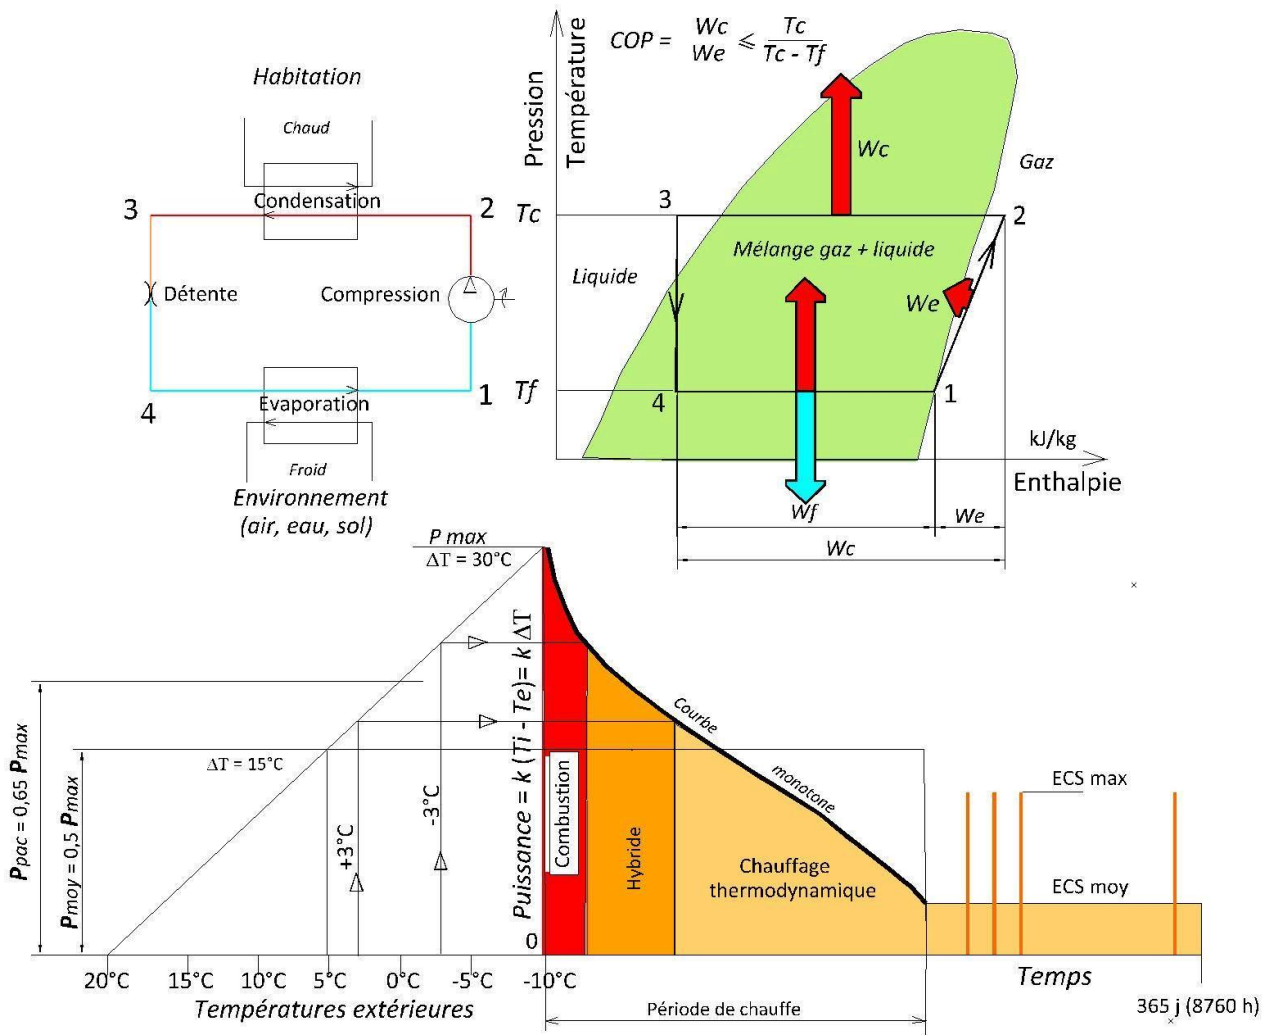 Habitation
Chaud
Condensation
3
2
Détente
Compression
4
1
Evaporation
Froid
Environnement
(air, eau, sol)
COP = Wc / We ⩽ Tc / Tc - Tf
Pression
Température
Wc
Gaz
3
Tc
2
Mélange gaz + liquide
Liquide
We
Tf
4
1
kJ/kg
Enthalpie
Wf
We
Wc
P max
ΔT = 30°C
Puissance = k (Ti - Te)= k ΔT
Ppac = 0,65 Pmax
Pmoy = 0,5 Pmax
ΔT = 15°C
+3°C
-3°C
Combustion
Hybride
Courbe
monotone
Chauffage
thermodynamique
ECS max
ECS moy
0
20°C 15°C 10°C 5°C 0°C -5°C -10°C
Températures extérieures
Temps
Période de chauffe
365 j (8760 h)